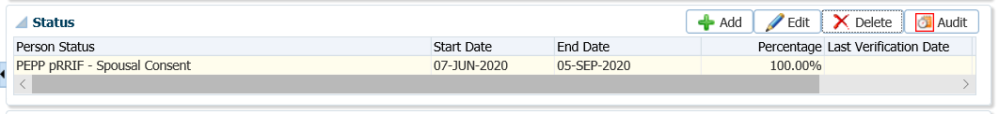 Status Add Edit Delete Audit
Person Status Start Date End Date Percentage Last Verification Date
PEPP pRRIF - Spousal Consent 07-JUN-2020 05-SEP-2020 100.00%